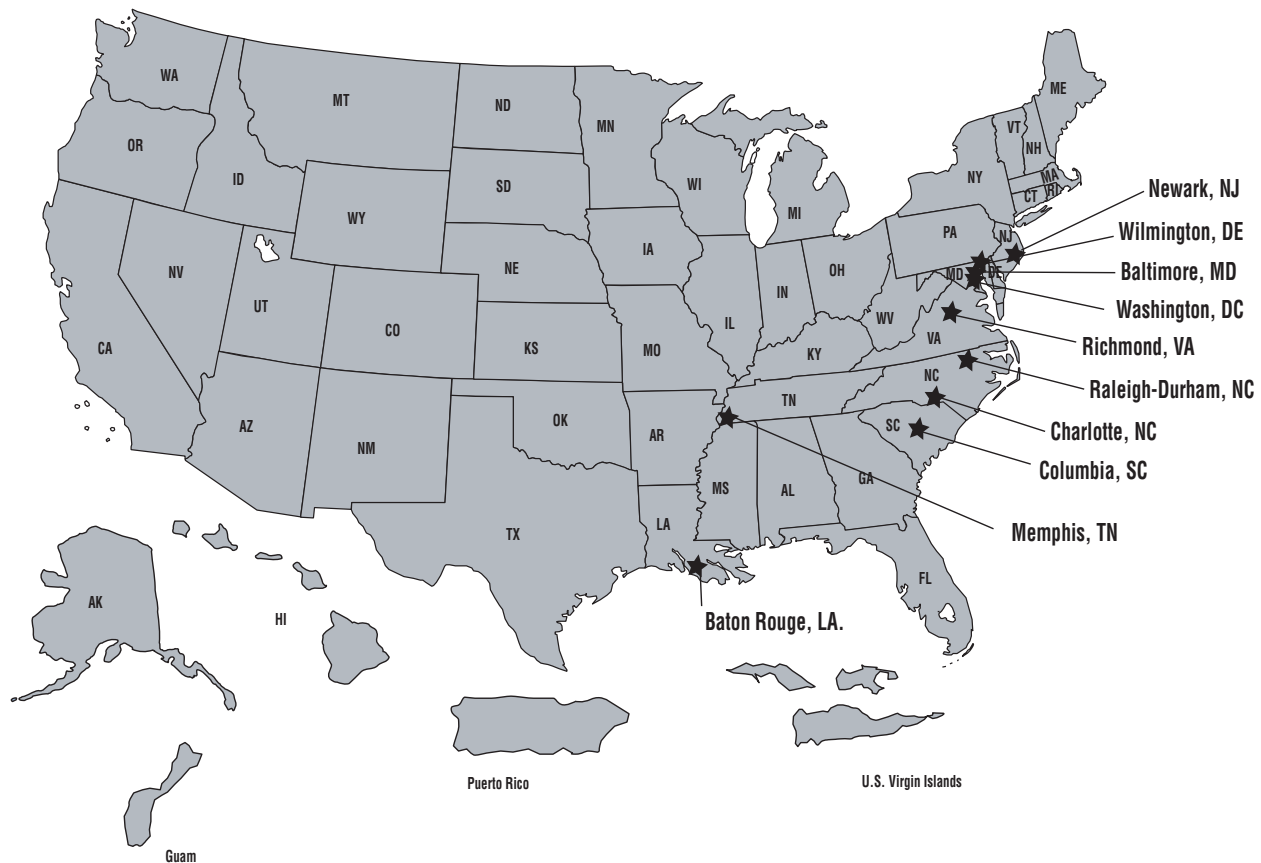 WA
MT
ND
MN
ME
OR
ID
SD
WI
VT
NH
NY
MA
CT
RI
WY
MI
Newark, NJ
PA
NJ
Wilmington, DE
IA
NE
NV
OH
MD
DE
Baltimore, MD
UT
IN
IL
WV
Washington, DC
CO
CA
KS
MO
KY
VA
Richmond, VA
NC
Raleigh-Durham, NC
TN
AZ
OK
AR
SC
Charlotte, NC
NM
Columbia, SC
MS
AL
GA
TX
LA
Memphis, TN
FL
AK
HI
Baton Rouge, LA.
Puerto Rico
U.S. Virgin Islands
Guam